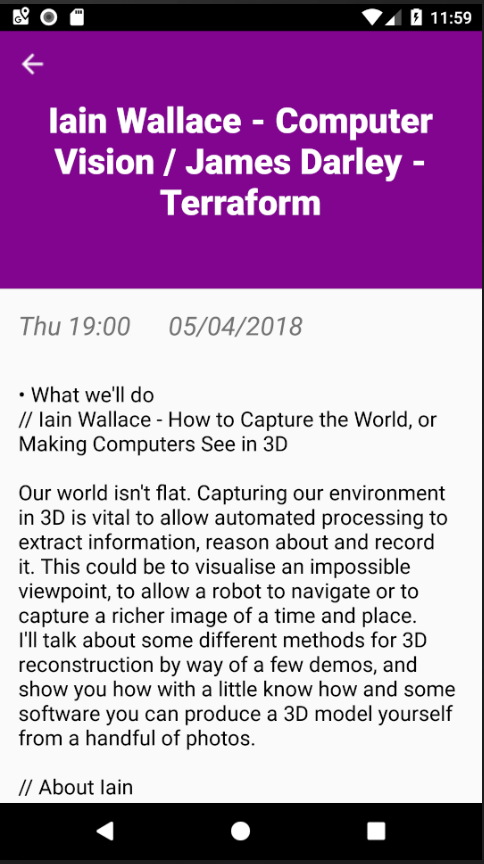 11:59
Iain Wallace - Computer
Vision / James Darley -
Terraform
Thu 19:00 05/04/2018
• What we'll do
// Iain Wallace - How to Capture the World, or
Making Computers See in 3D
Our world isn't flat. Capturing our environment
in 3D is vital to allow automated processing to
extract information, reason about and record
it. This could be to visualise an impossible
viewpoint, to allow a robot to navigate or to
capture a richer image of a time and place.
I'll talk about some different methods for 3D
reconstruction by way of a few demos, and
show you how with a little know how and some
software you can produce a 3D model yourself
from a handful of photos.
// About Iain